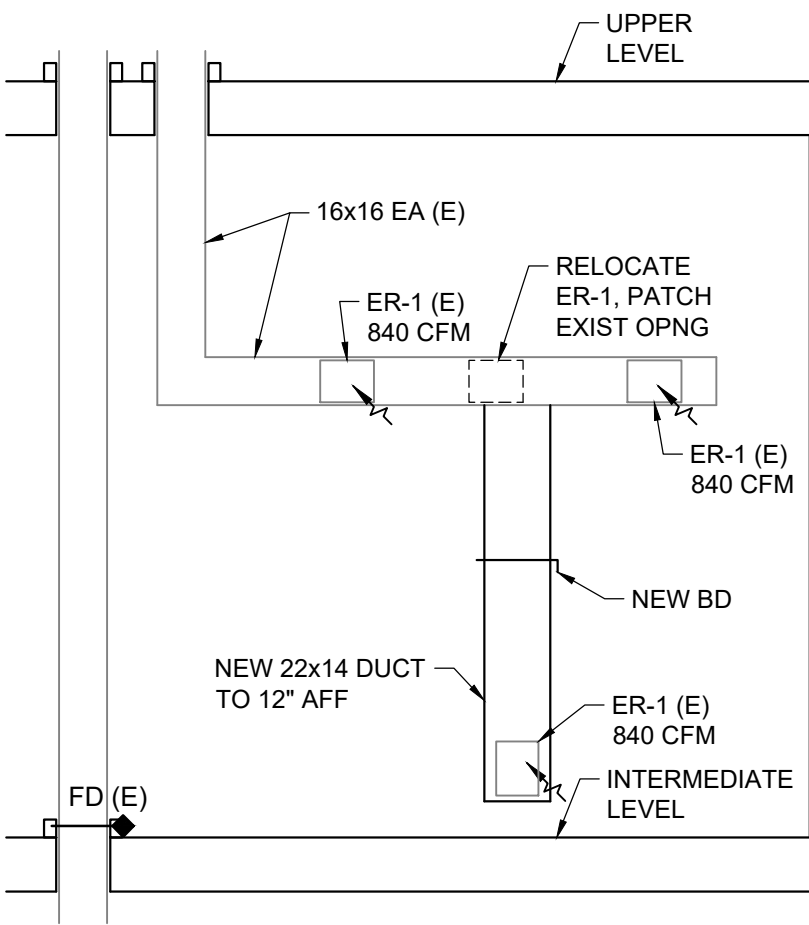 UPPER
LEVEL
16x16 EA (E)
RELOCATE
ER-1, PATCH
EXIST OPNG
ER-1 (E)
840 CFM
ER-1 (E)
840 CFM
NEW BD
NEW 22x14 DUCT
TO 12" AFF
ER-1 (E)
840 CFM
FD (E)
INTERMEDIATE
LEVEL